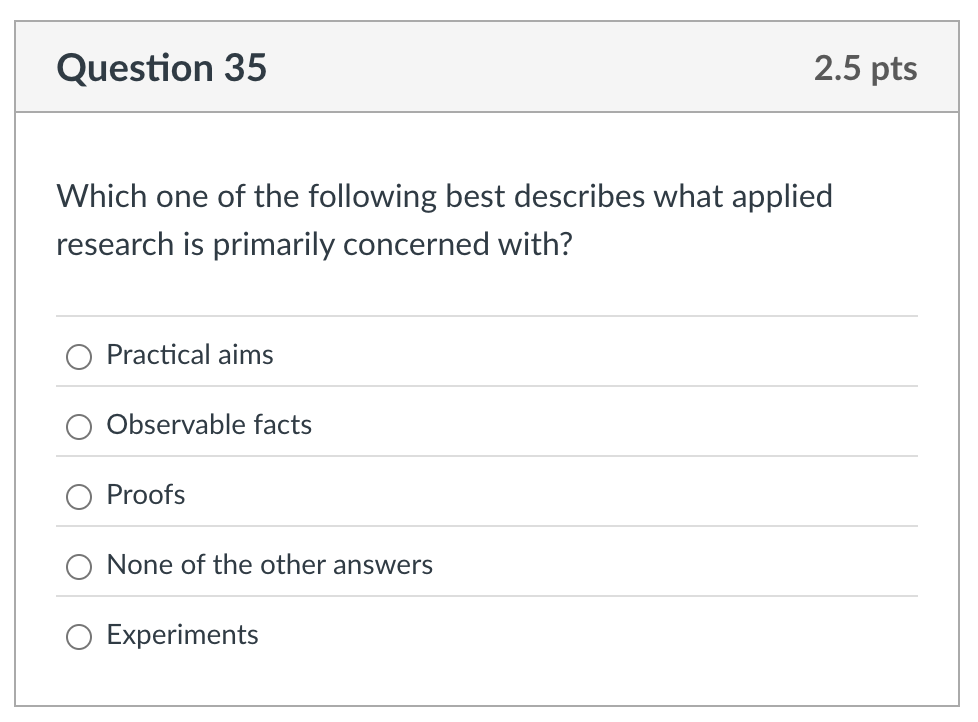 Question 35
2.5 pts
Which one of the following best describes what applied
research is primarily concerned with?
Practical aims
Observable facts
Proofs
None of the other answers
Experiments